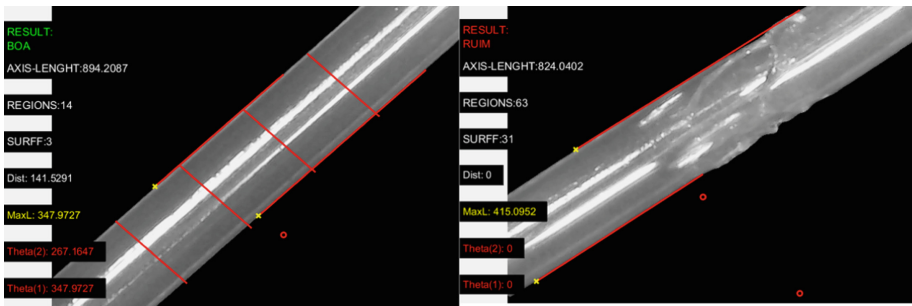 RESULT:
BOA
AXIS-LENGHT:894.2087
REGIONS:14
SURFF:3
Dist: 141.5291
MaxL: 347.9727
Theta(2): 267.1647
Theta(1): 347.9727
RESULT:
RUIM
AXIS-LENGHT:824.0402
REGIONS:63
SURFF:31
Dist: 0
MaxL: 415.0952
Theta(2): 0
Theta(1): 0